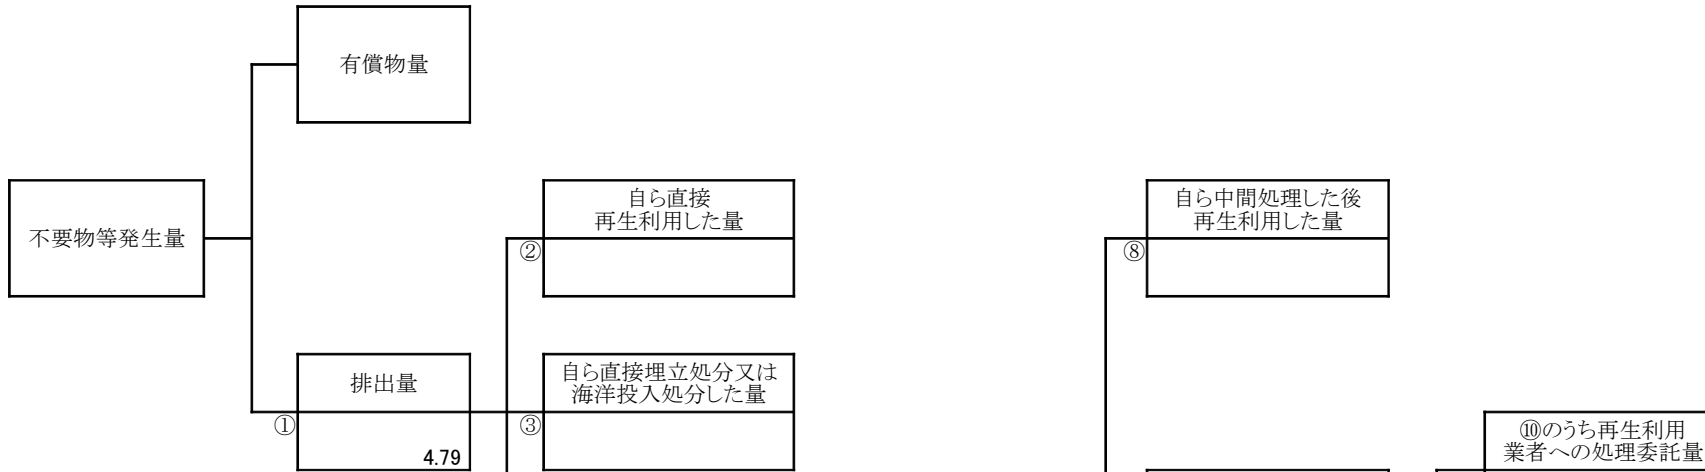 有償物量
不要物等発生量
自ら直接
再生利用した量
②
自ら中間処理した後
再生利用した量
⑧
排出量
①
4.79
自ら直接埋立処分又は
海洋投入処分した量
③
⑩のうち再生利用
業者への処理委託量